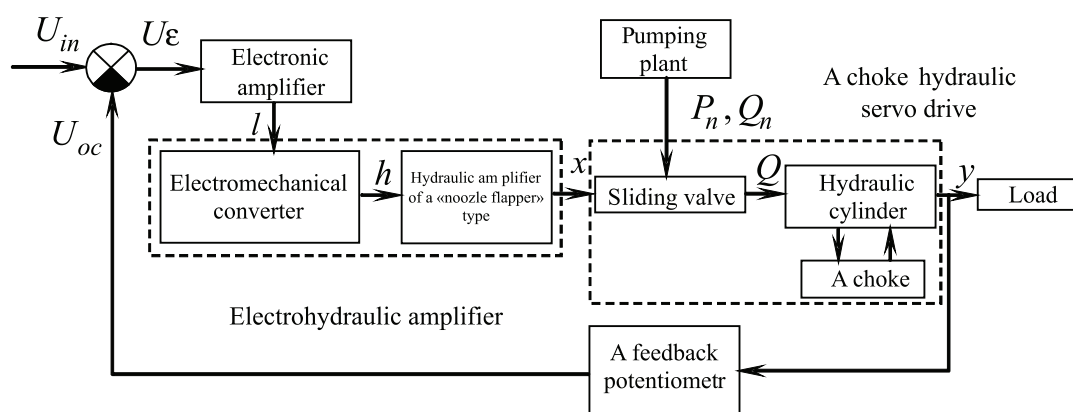 U_in
Uε
Electronic
amplifier
Pumping
plant
A choke hydraulic
servo drive
P_n, Q_n
U_oc
l
Electromechanical
converter
h
Hydraulic am plifier
of a «noozle flapper»
type
x
Sliding valve
Q
Hydraulic
cylinder
y
Load
A choke
Electrohydraulic amplifier
A feedback
potentiometr